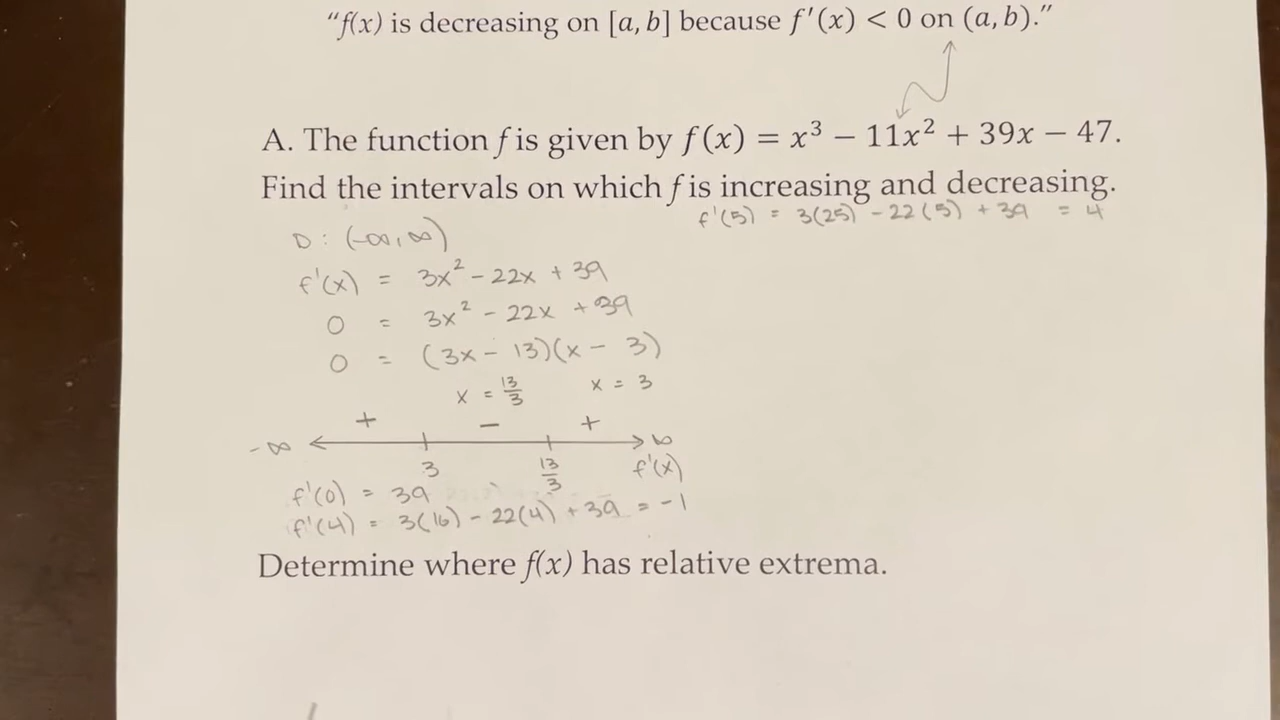 “f(x) is decreasing on [a, b] because f′(x) < 0 on (a, b).”
A. The function f is given by f(x) = x³ − 11x² + 39x − 47.
Find the intervals on which f is increasing and decreasing.
f'(5) = 3(25) - 22(5) + 39 = 4
D: (-∞, ∞)
f'(x) = 3x² - 22x + 39
0 = 3x² - 22x + 39
0 = (3x - 13)(x - 3)
x = 13/3 x = 3
+ − +
-∞ ∞
3 13/3 f'(x)
f'(0) = 39
f'(4) = 3(16) - 22(4) + 39 = -1
Determine where f(x) has relative extrema.